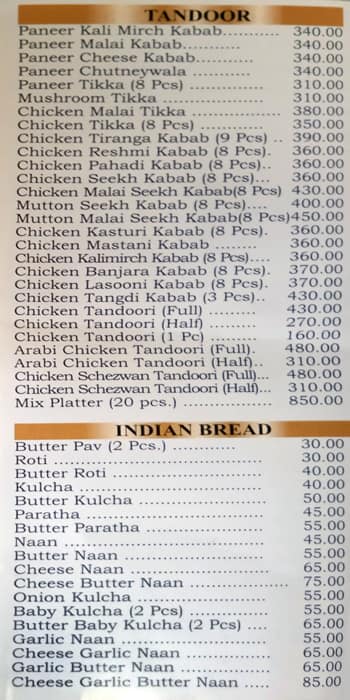 TANDOOR
Paneer Kali Mirch Kabab........... 340.00
Paneer Malai Kabab........... 340.00
Paneer Cheese Kabab........... 340.00
Paneer Chutneywala ............ 340.00
Paneer Tikka (8 Pcs) ............... 310.00
Mushroom Tikka .................... 310.00
Chicken Malai Tikka ................. 380.00
Chicken Tikka (8 Pcs) ............ 350.00
Chicken Tiranga Kabab (9 Pcs) .. 390.00
Chicken Reshmi Kabab (8 Pcs). 360.00
Chicken Pahadi Kabab (8 Pcs).. 360.00
Chicken Seekh Kabab (8 Pcs)... 360.00
Chicken Malai Seekh Kabab(8 Pcs) 430.00
Mutton Seekh Kabab (8 Pcs).... 400.00
Mutton Malai Seekh Kabab(8 Pcs)450.00
Chicken Kasturi Kabab (8 Pcs). 360.00
Chicken Mastani Kabab ........ 360.00
Chicken Kalimirch Kabab (8 Pcs).... 360.00
Chicken Banjara Kabab (8 Pcs). 370.00
Chicken Lasooni Kabab (8 Pcs). 370.00
Chicken Tangdi Kabab (3 Pcs).. 430.00
Chicken Tandoori (Full) ......... 430.00
Chicken Tandoori (Half) ......... 270.00
Chicken Tandoori (1 Pc) ......... 160.00
Arabi Chicken Tandoori (Full). 480.00
Arabi Chicken Tandoori (Half).. 310.00
Chicken Schezwan Tandoori (Full)... 480.00
Chicken Schezwan Tandoori (Half)... 310.00
Mix Platter (20 pcs.) ................. 850.00
INDIAN BREAD
Butter Pav (2 Pcs.) ............ 30.00
Roti ........................................ 30.00
Butter Roti ............................. 40.00
Kulcha ................................... 40.00
Butter Kulcha ........................ 50.00
Paratha .................................. 45.00
Butter Paratha ....................... 55.00
Naan ...................................... 45.00
Butter Naan ........................... 55.00
Cheese Naan .......................... 65.00
Cheese Butter Naan ................... 75.00
Onion Kulcha ......................... 55.00
Baby Kulcha (2 Pcs) ............... 55.00
Butter Baby Kulcha (2 Pcs) .... 65.00
Garlic Naan ............................ 55.00
Cheese Garlic Naan ............... 65.00
Garlic Butter Naan ................. 65.00
Cheese Garlic Butter Naan ..... 85.00